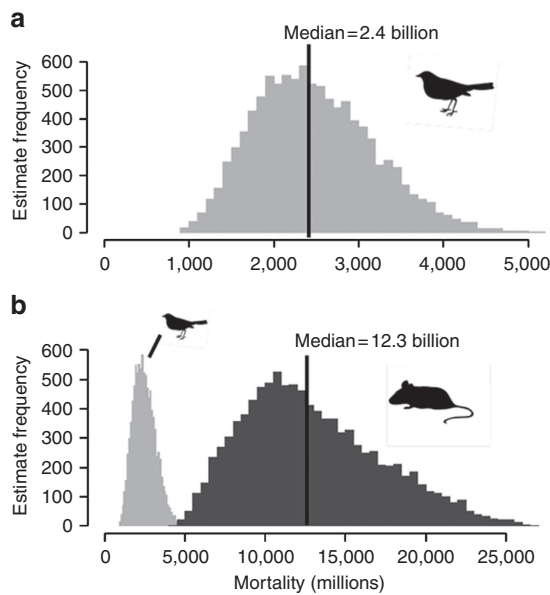 a
Median=2.4 billion
Estimate frequency
600
500
400
300
200
100
0
0 1,000 2,000 3,000 4,000 5,000
b
Median=12.3 billion
Estimate frequency
600
500
400
300
200
100
0
0 5,000 10,000 15,000 20,000 25,000
Mortality (millions)